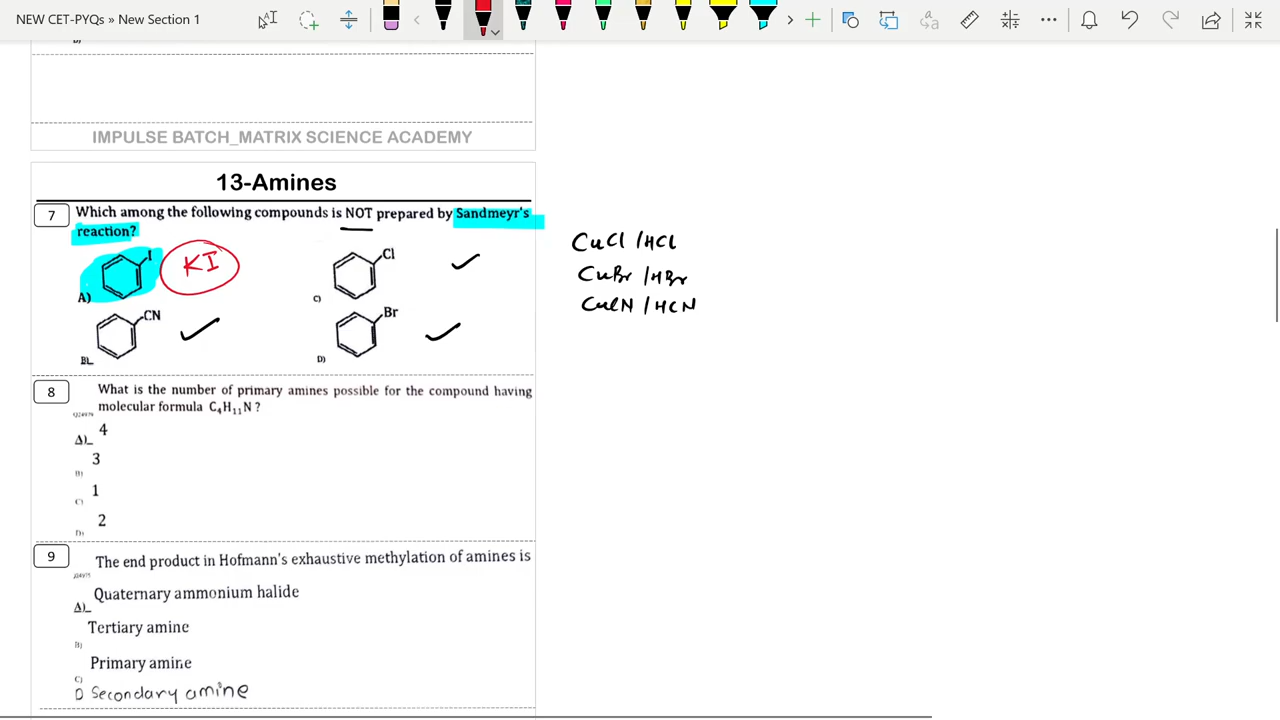 NEW CET-PYQs » New Section 1
IMPULSE BATCH_MATRIX SCIENCE ACADEMY
13-Amines
7
Which among the following compounds is NOT prepared by Sandmeyr's
reaction?
I
KI
A)
Cl
C)
CN
B)
Br
D)
CuCl / HCl
CuBr / HBr
CuCN / HCN
8
What is the number of primary amines possible for the compound having
molecular formula C₄H₁₁N ?
4
A)
3
B)
1
C)
2
D)
9
The end product in Hofmann's exhaustive methylation of amines is
Quaternary ammonium halide
A)
Tertiary amine
B)
Primary amine
C)
D Secondary amine